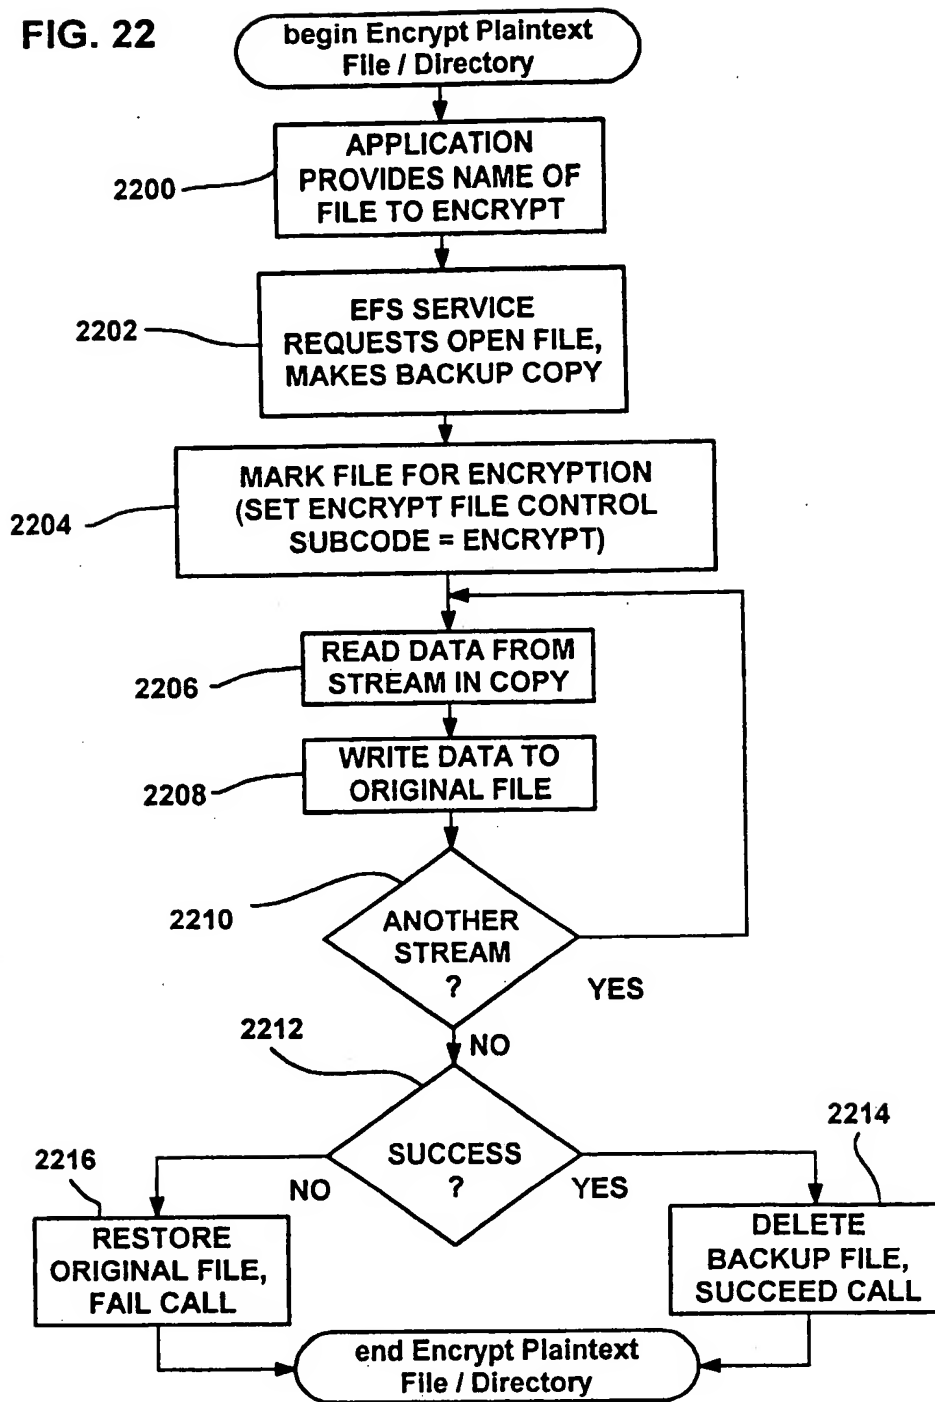 FIG. 22
begin Encrypt Plaintext
File / Directory
2200
APPLICATION
PROVIDES NAME OF
FILE TO ENCRYPT
2202
EFS SERVICE
REQUESTS OPEN FILE,
MAKES BACKUP COPY
2204
MARK FILE FOR ENCRYPTION
(SET ENCRYPT FILE CONTROL
SUBCODE = ENCRYPT)
2206
READ DATA FROM
STREAM IN COPY
2208
WRITE DATA TO
ORIGINAL FILE
2210
ANOTHER
STREAM
?
YES
NO
2212
SUCCESS
?
NO
YES
2216
RESTORE
ORIGINAL FILE,
FAIL CALL
2214
DELETE
BACKUP FILE,
SUCCEED CALL
end Encrypt Plaintext
File / Directory